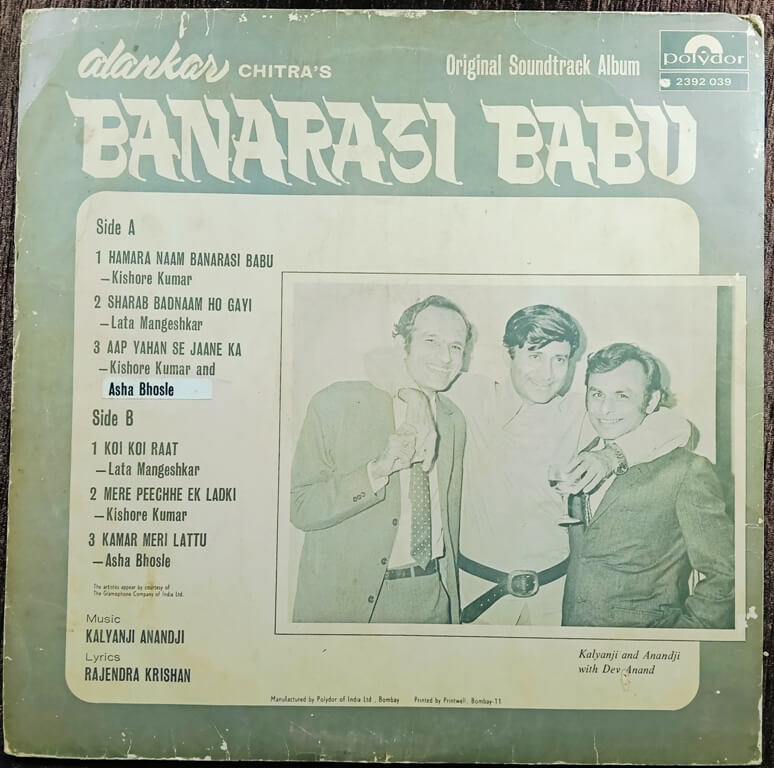 alankar CHITRA'S
Original Soundtrack Album
polydor
2392 039
BANARASI BABU
Side A
1 HAMARA NAAM BANARASI BABU
—Kishore Kumar
2 SHARAB BADNAAM HO GAYI
—Lata Mangeshkar
3 AAP YAHAN SE JAANE KA
—Kishore Kumar and
Asha Bhosle
Side B
1 KOI KOI RAAT
—Lata Mangeshkar
2 MERE PEECHHE EK LADKI
—Kishore Kumar
3 KAMAR MERI LATTU
—Asha Bhosle
The artistes appear by courtesy of
The Gramophone Company of India Ltd.
Music
KALYANJI ANANDJI
Lyrics
RAJENDRA KRISHAN
Kalyanji and Anandji
with Dev Anand
Manufactured by Polydor of India Ltd., Bombay Printed by Printwell, Bombay-11